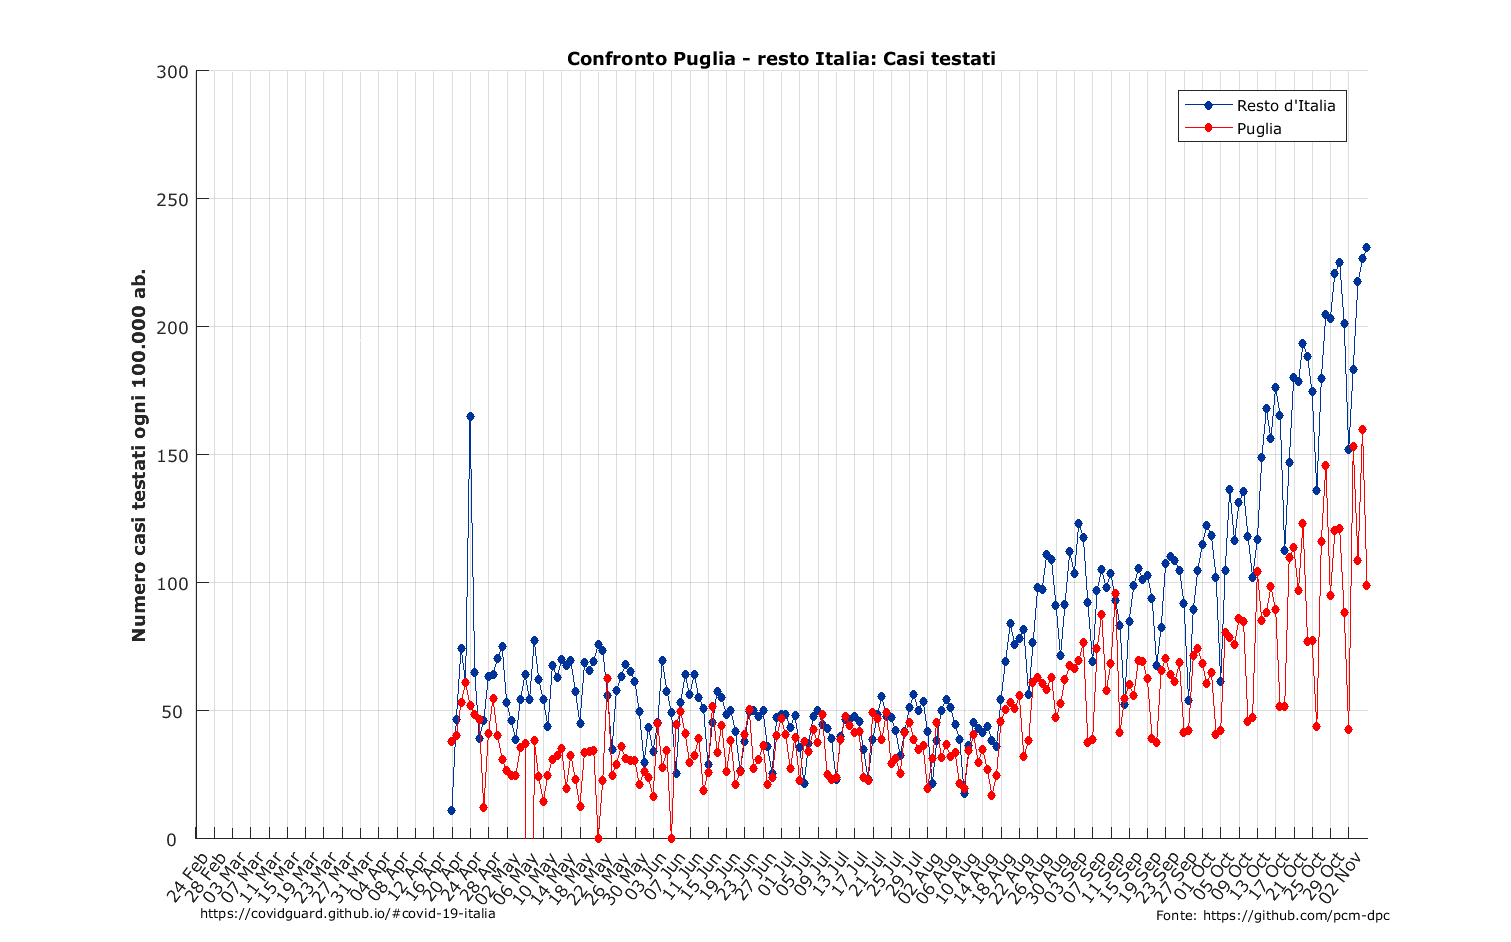 Confronto Puglia - resto Italia: Casi testati
Resto d'Italia
Puglia
Numero casi testati ogni 100.000 ab.
300
250
200
150
100
50
0
24 Feb
28 Feb
03 Mar
07 Mar
11 Mar
15 Mar
19 Mar
23 Mar
27 Mar
31 Mar
04 Apr
08 Apr
12 Apr
16 Apr
20 Apr
24 Apr
28 Apr
02 May
06 May
10 May
14 May
18 May
22 May
26 May
30 May
03 Jun
07 Jun
11 Jun
15 Jun
19 Jun
23 Jun
27 Jun
01 Jul
05 Jul
09 Jul
13 Jul
17 Jul
21 Jul
25 Jul
29 Jul
02 Aug
06 Aug
10 Aug
14 Aug
18 Aug
22 Aug
26 Aug
30 Aug
03 Sep
07 Sep
11 Sep
15 Sep
19 Sep
23 Sep
27 Sep
01 Oct
05 Oct
09 Oct
13 Oct
17 Oct
21 Oct
25 Oct
29 Oct
02 Nov
https://covidguard.github.io/#covid-19-italia
Fonte: https://github.com/pcm-dpc